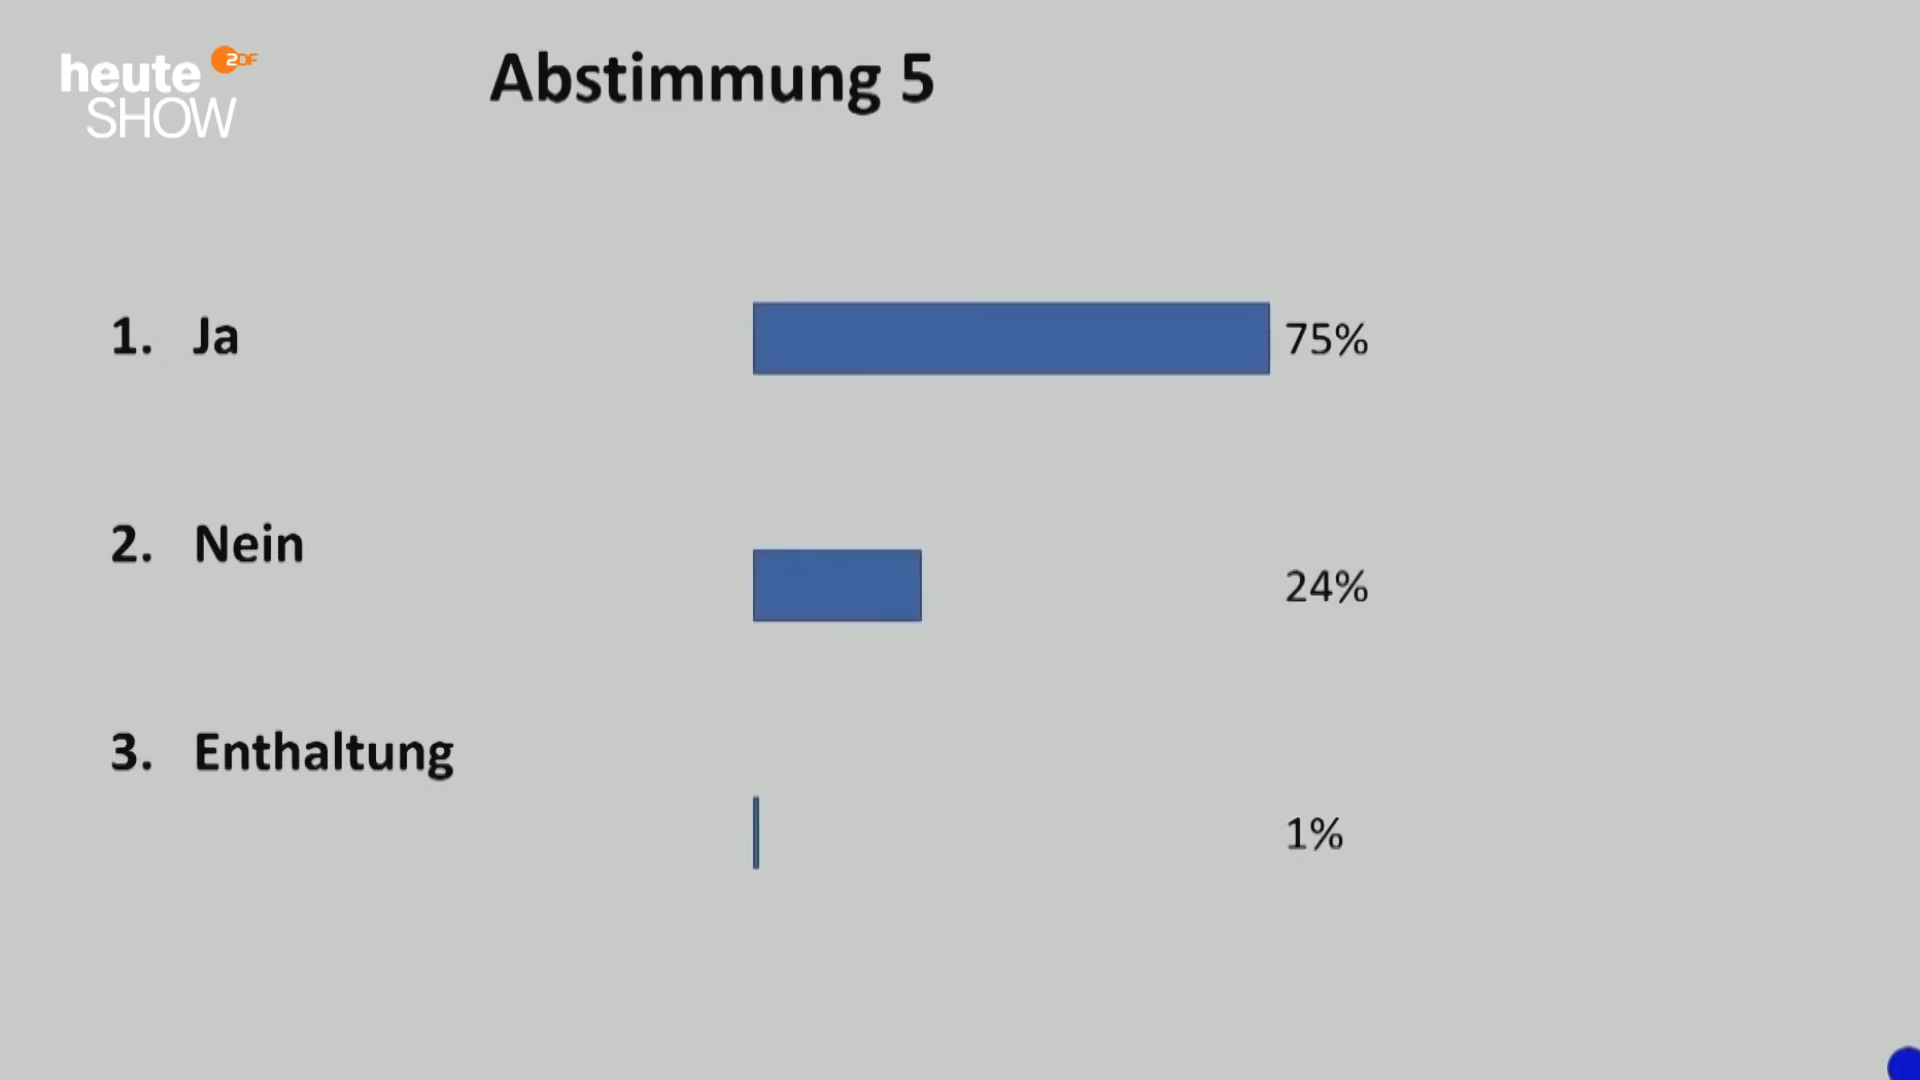 heute ZDF
SHOW
Abstimmung 5
1. Ja 75%
2. Nein 24%
3. Enthaltung 1%